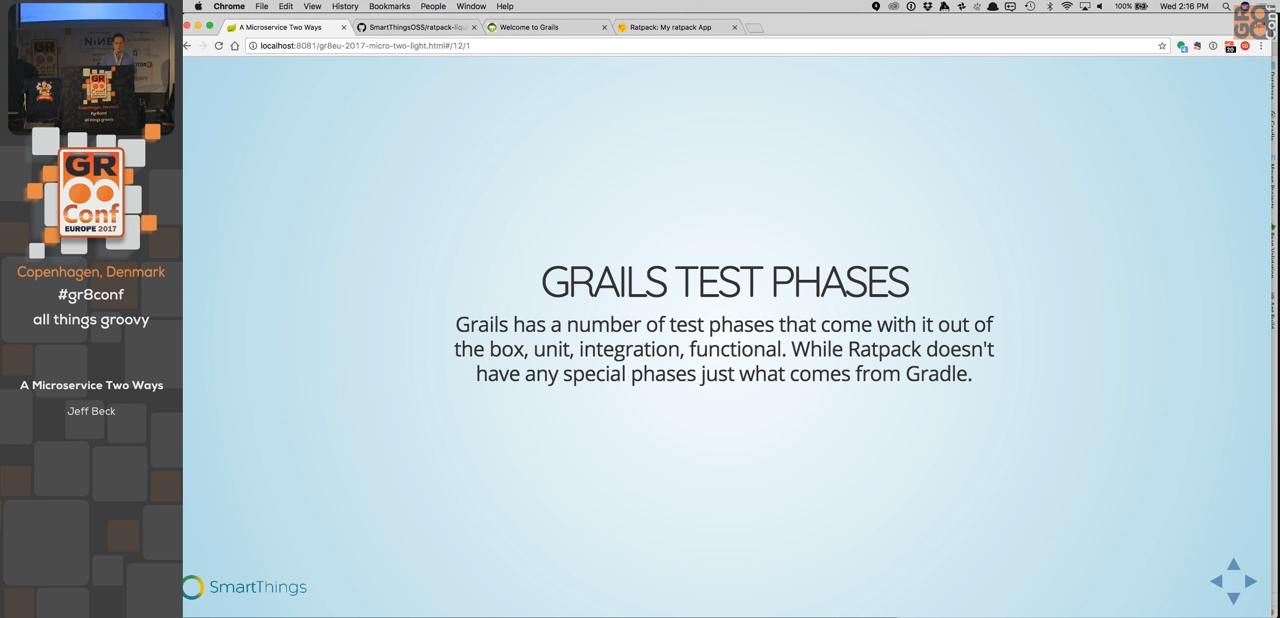 Chrome File Edit View History Bookmarks People Window Help
100% Wed 2:16 PM
A Microservice Two Ways
SmartThingsOSS/ratpack-liqu
Welcome to Grails
Ratpack: My ratpack App
localhost:8081/gr8eu-2017-micro-two-light.html#/12/1
20
GR
Conf
EUROPE 2017
Copenhagen, Denmark
#gr8conf
all things groovy
A Microservice Two Ways
Jeff Beck
GRAILS TEST PHASES
Grails has a number of test phases that come with it out of
the box, unit, integration, functional. While Ratpack doesn't
have any special phases just what comes from Gradle.
SmartThings